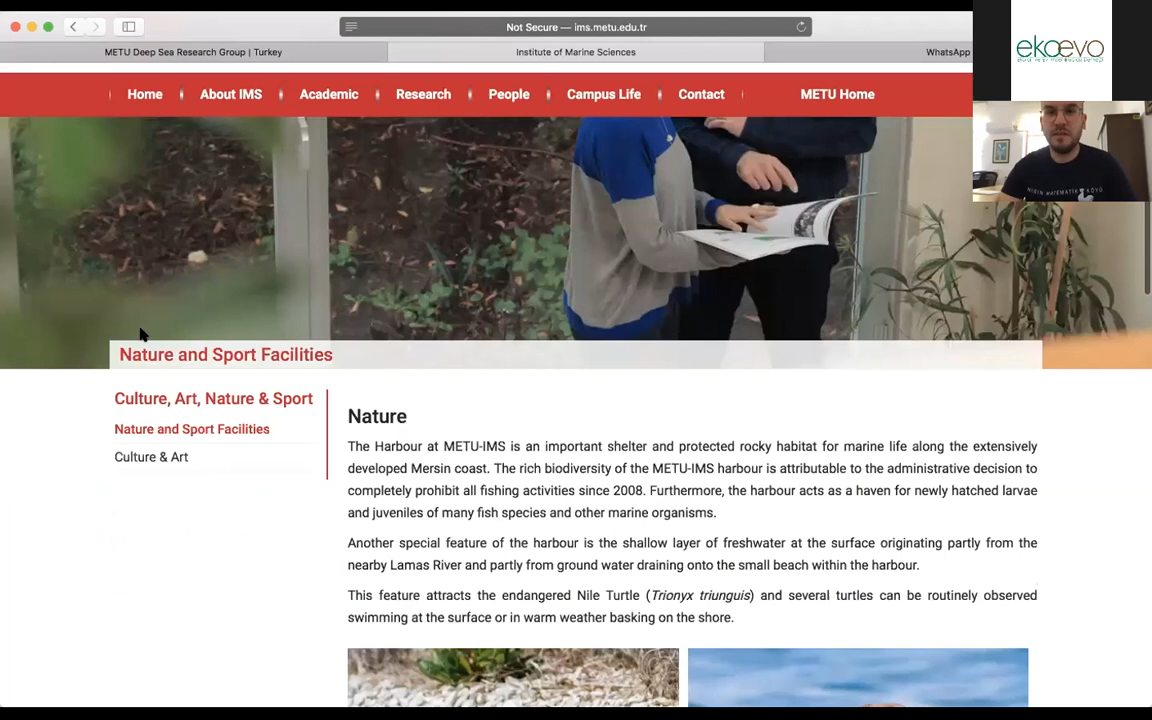 Not Secure — ims.metu.edu.tr
METU Deep Sea Research Group | Turkey
Institute of Marine Sciences
WhatsApp
ekoevo
Home
About IMS
Academic
Research
People
Campus Life
Contact
METU Home
NESİN MATEMATİK KÖYÜ
Nature and Sport Facilities
Culture, Art, Nature & Sport
Nature and Sport Facilities
Culture & Art
Nature
The Harbour at METU-IMS is an important shelter and protected rocky habitat for marine life along the extensively
developed Mersin coast. The rich biodiversity of the METU-IMS harbour is attributable to the administrative decision to
completely prohibit all fishing activities since 2008. Furthermore, the harbour acts as a haven for newly hatched larvae
and juveniles of many fish species and other marine organisms.
Another special feature of the harbour is the shallow layer of freshwater at the surface originating partly from the
nearby Lamas River and partly from ground water draining onto the small beach within the harbour.
This feature attracts the endangered Nile Turtle (Trionyx triunguis) and several turtles can be routinely observed
swimming at the surface or in warm weather basking on the shore.